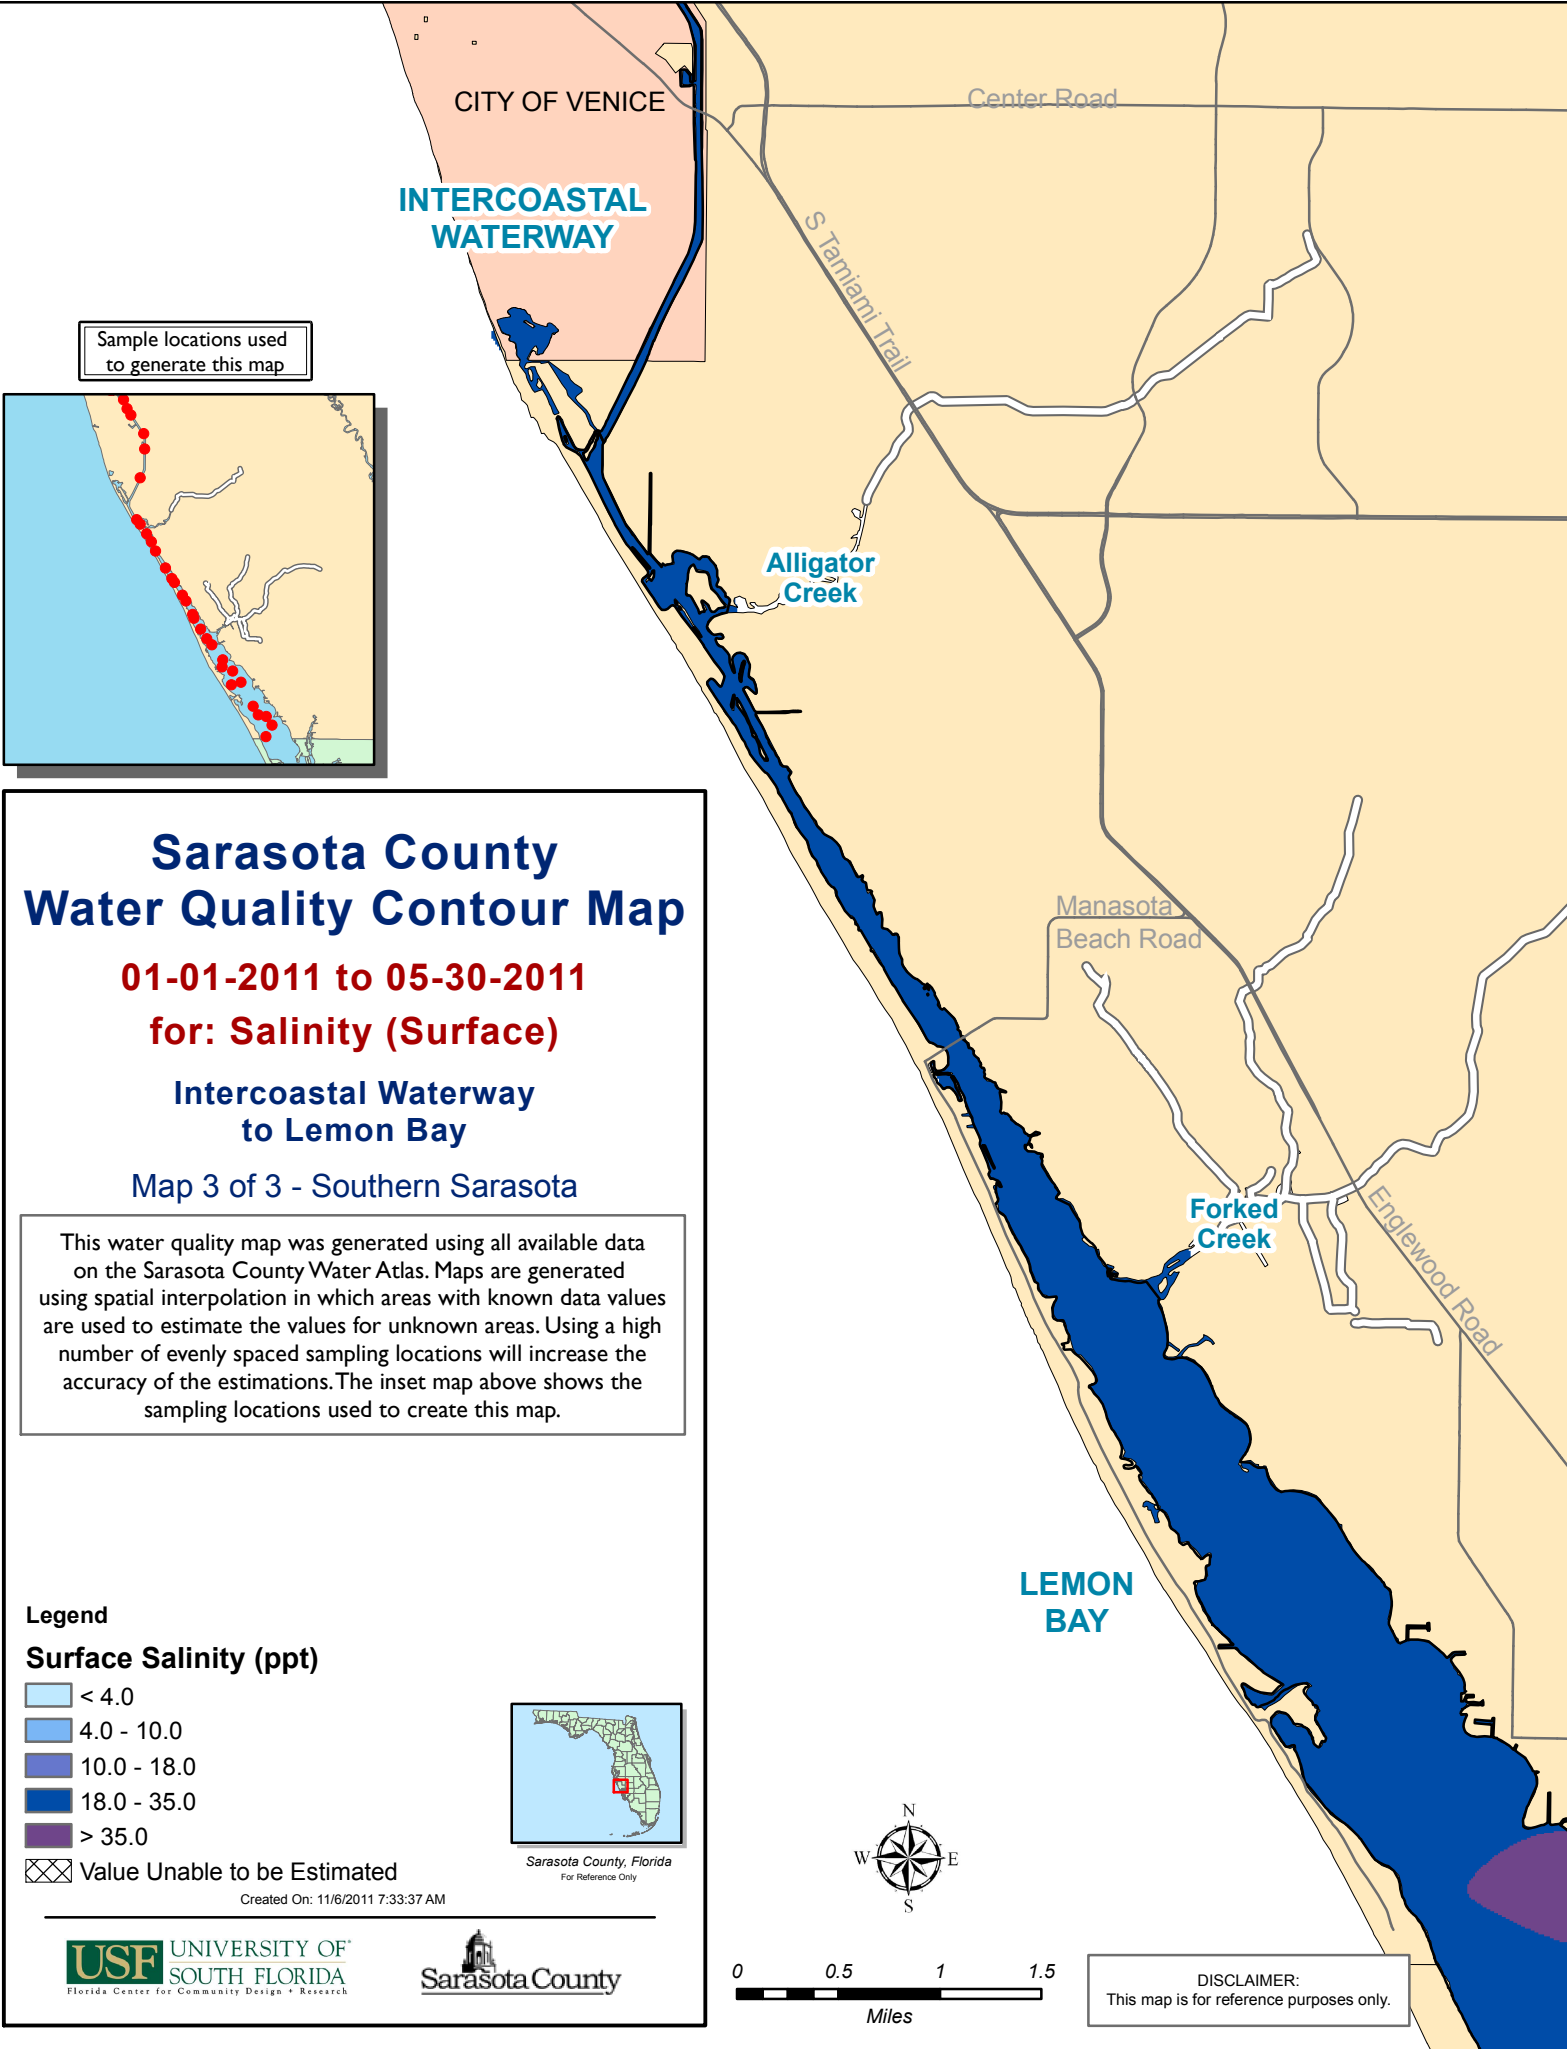 CITY OF VENICE
Center Road
INTERCOASTAL
WATERWAY
S Tamiami Trail
Sample locations used
to generate this map
Alligator
Creek
Sarasota County
Water Quality Contour Map
01-01-2011 to 05-30-2011
for: Salinity (Surface)
Intercoastal Waterway
to Lemon Bay
Map 3 of 3 - Southern Sarasota
This water quality map was generated using all available data
on the Sarasota County Water Atlas. Maps are generated
using spatial interpolation in which areas with known data values
are used to estimate the values for unknown areas. Using a high
number of evenly spaced sampling locations will increase the
accuracy of the estimations. The inset map above shows the
sampling locations used to create this map.
Manasota
Beach Road
Forked
Creek
Englewood Road
LEMON
BAY
Legend
Surface Salinity (ppt)
< 4.0
4.0 - 10.0
10.0 - 18.0
18.0 - 35.0
> 35.0
Value Unable to be Estimated
Sarasota County, Florida
For Reference Only
Created On: 11/6/2011 7:33:37 AM
USF UNIVERSITY OF
SOUTH FLORIDA
Florida Center for Community Design + Research
Sarasota County
N
W E
S
0 0.5 1 1.5
Miles
DISCLAIMER:
This map is for reference purposes only.